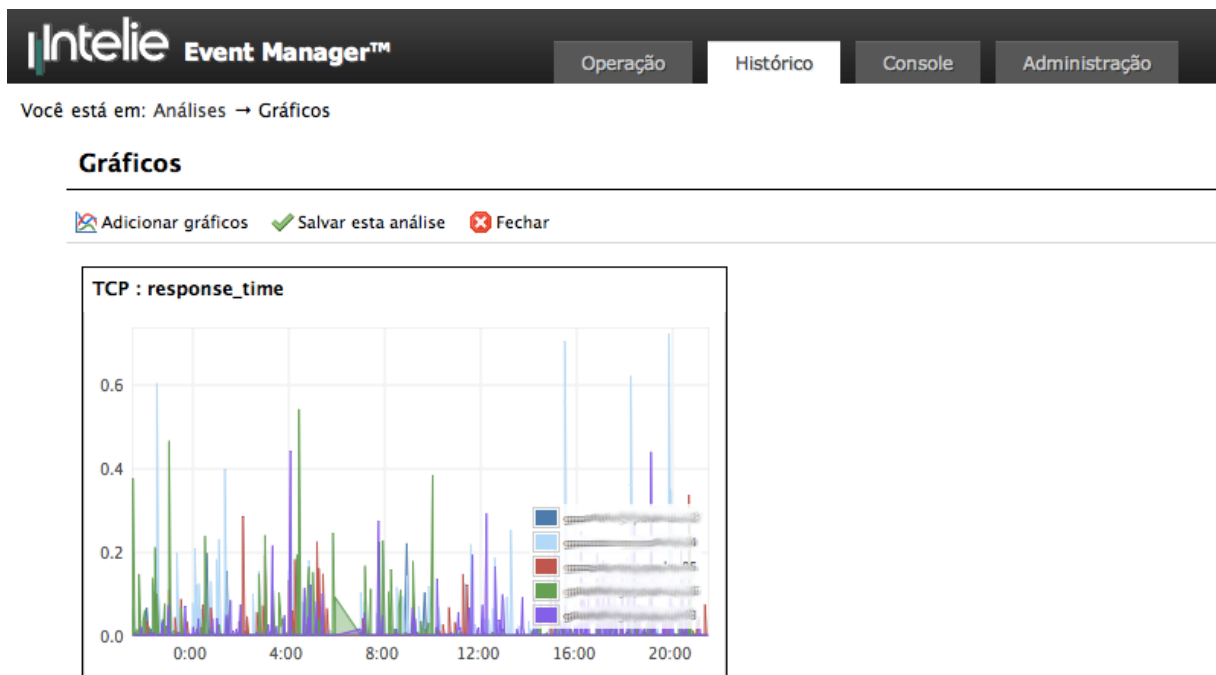 Intelie Event Manager™
Operação
Histórico
Console
Administração
Você está em: Análises → Gráficos
Gráficos
Adicionar gráficos
Salvar esta análise
Fechar
TCP : response_time
0.6
0.4
0.2
0.0
0:00
4:00
8:00
12:00
16:00
20:00